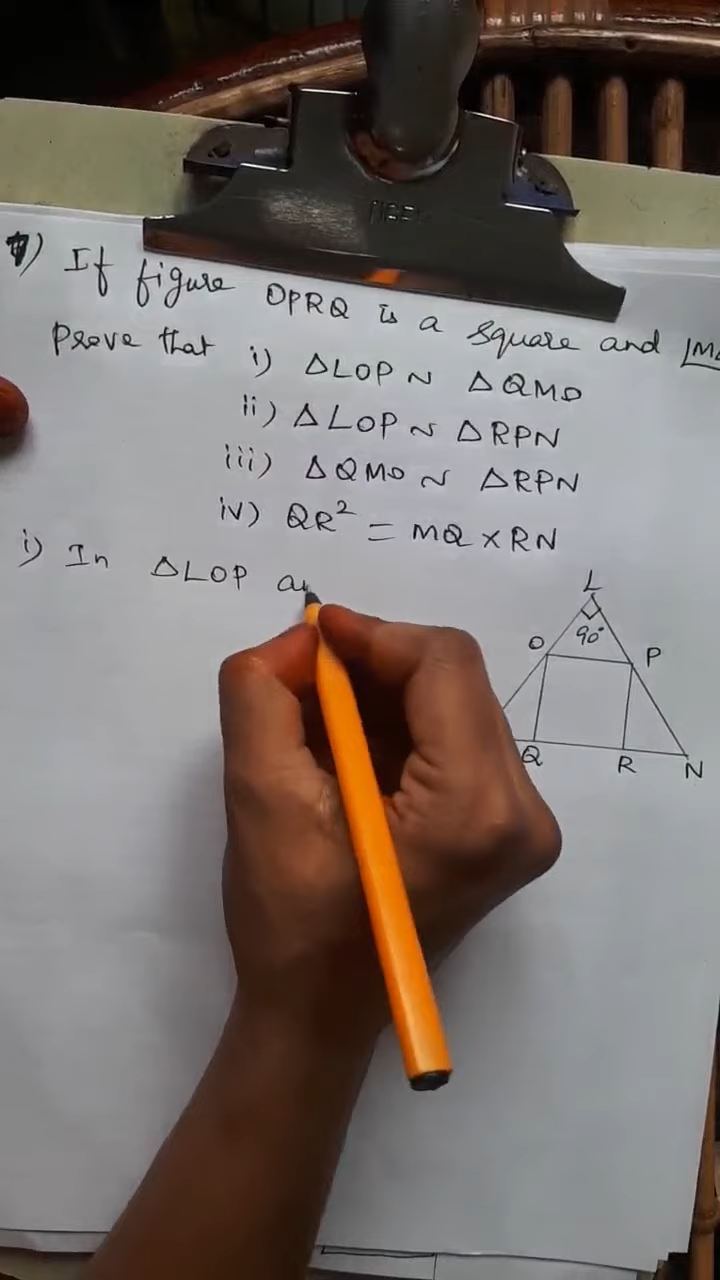 If figure OPRQ is a square and
Prove that i) ΔLOP ~ ΔQMO
ii) ΔLOP ~ ΔRPN
iii) ΔQMO ~ ΔRPN
iv) QR² = MQ × RN
i) In ΔLOP
L
90°
O P
Q R N